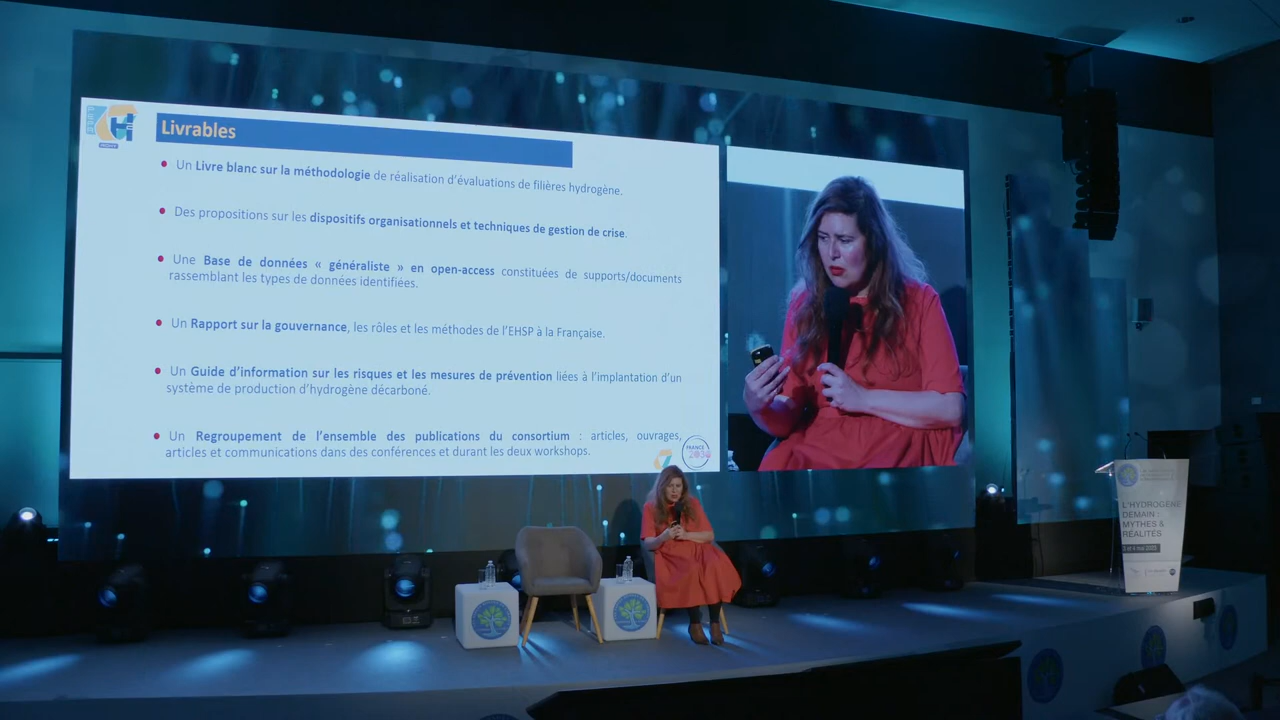 Livrables
Un Livre blanc sur la méthodologie de réalisation d'évaluations de filières hydrogène.
Des propositions sur les dispositifs organisationnels et techniques de gestion de crise.
Une Base de données « généraliste » en open-access constituées de supports/documents
rassemblant les types de données identifiées.
Un Rapport sur la gouvernance, les rôles et les méthodes de l'EHSP à la Française.
Un Guide d'information sur les risques et les mesures de prévention liées à l'implantation d'un
système de production d'hydrogène décarboné.
Un Regroupement de l'ensemble des publications du consortium : articles, ouvrages,
articles et communications dans des conférences et durant les deux workshops.
FRANCE
2030
L'HYDROGÈNE
DEMAIN :
MYTHES &
RÉALITÉS